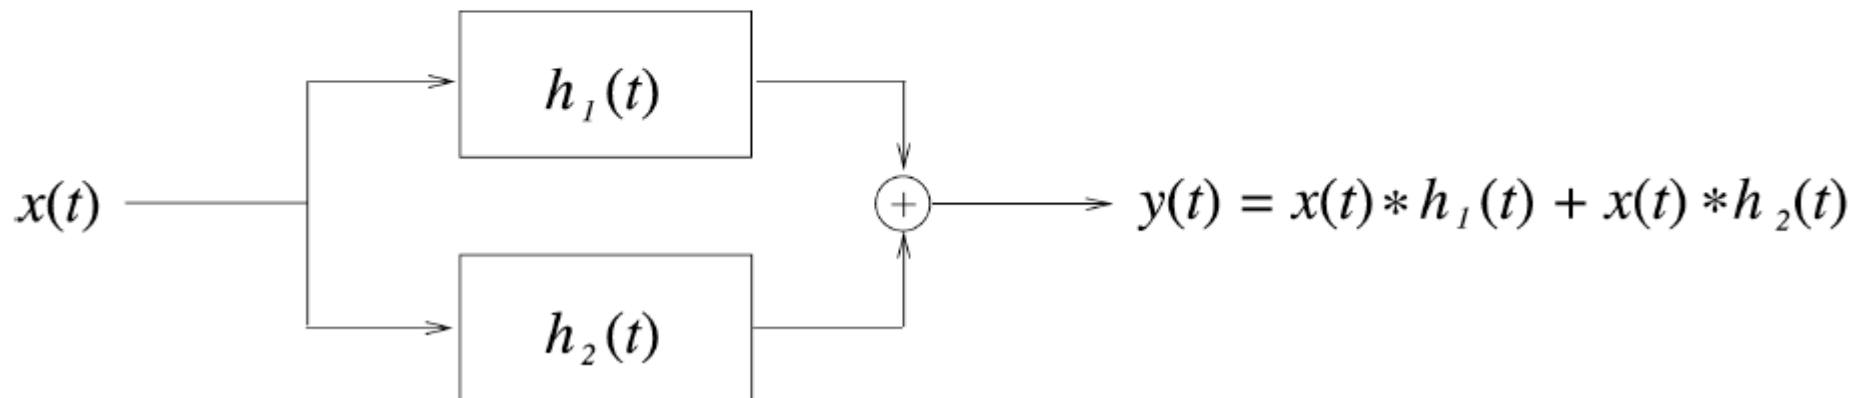 h₁(t)
x(t)
+
y(t) = x(t)*h₁(t) + x(t)*h₂(t)
h₂(t)